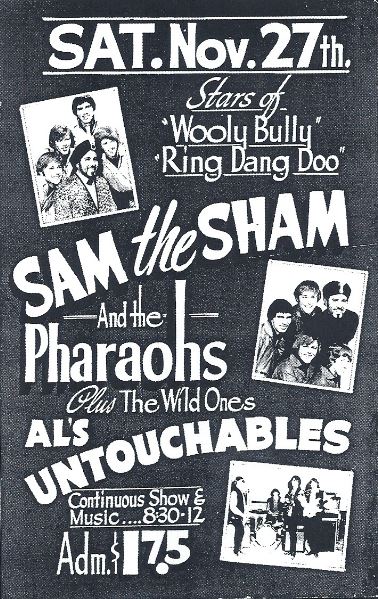 SAT. Nov. 27th.
Stars of
"Wooly Bully"
"Ring Dang Doo"
SAM the SHAM
And the
Pharaohs
Plus The Wild Ones
AL'S
UNTOUCHABLES
Continuous Show &
Music....8:30-12
Adm. $1.75